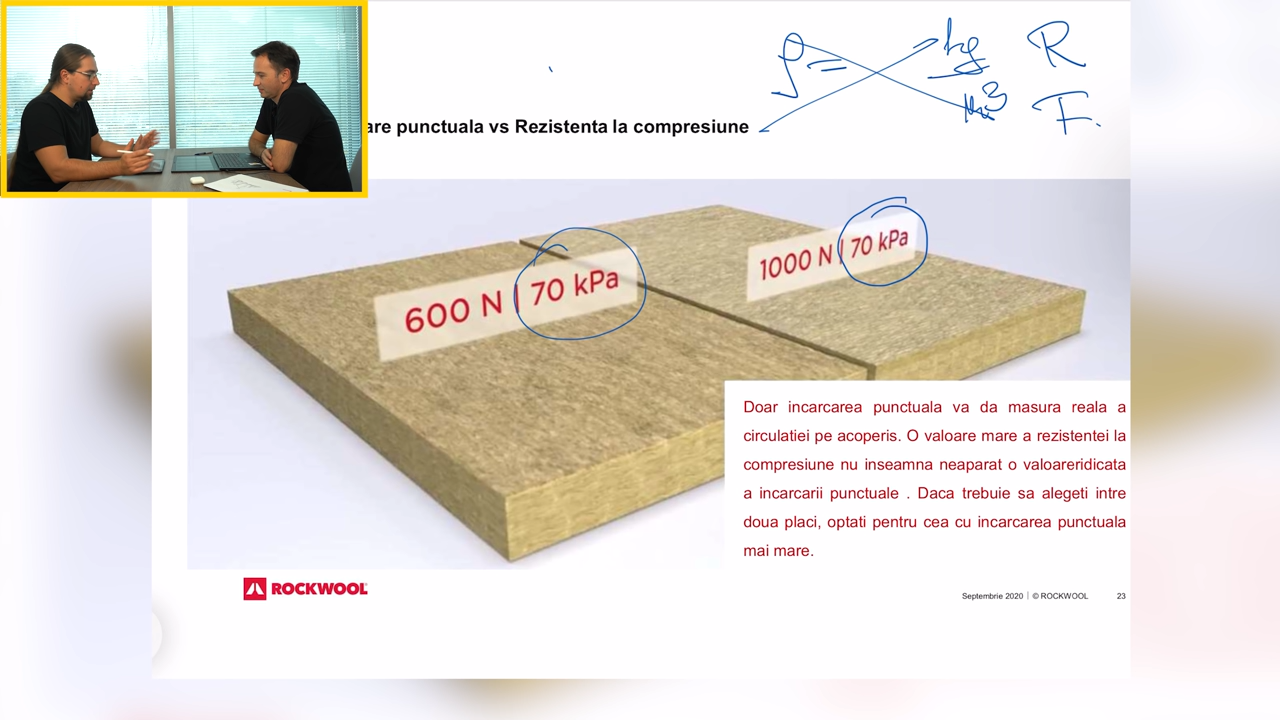 ρ = kg
m3
R
F.
are punctuala vs Rezistenta la compresiune
600 N | 70 kPa
1000 N | 70 kPa
Doar incarcarea punctuala va da masura reala a
circulatiei pe acoperis. O valoare mare a rezistentei la
compresiune nu inseamna neaparat o valoareridicata
a incarcarii punctuale . Daca trebuie sa alegeti intre
doua placi, optati pentru cea cu incarcarea punctuala
mai mare.
ROCKWOOL
Septembrie 2020 | © ROCKWOOL 23